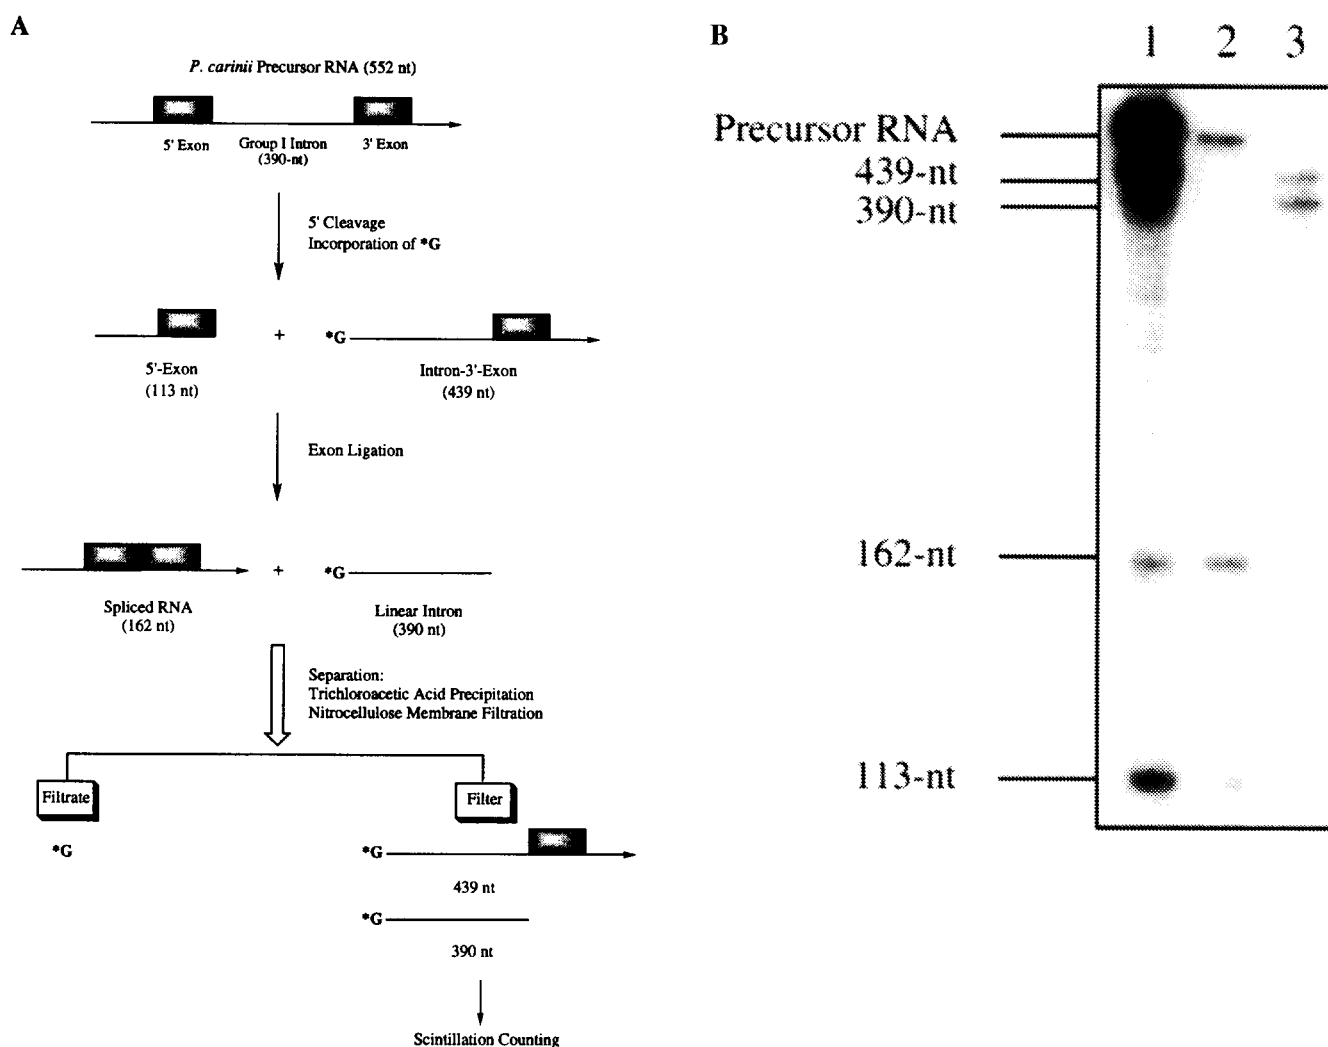 A
P. carinii Precursor RNA (552 nt)
5' Exon
Group I Intron
(390-nt)
3' Exon
5' Cleavage
Incorporation of *G
+
*G
5'-Exon
(113 nt)
Intron-3'-Exon
(439 nt)
Exon Ligation
+
*G
Spliced RNA
(162 nt)
Linear Intron
(390 nt)
Separation:
Trichloroacetic Acid Precipitation
Nitrocellulose Membrane Filtration
Filtrate
Filter
*G
*G
439 nt
*G
390 nt
Scintillation Counting
B
1 2 3
Precursor RNA
439-nt
390-nt
162-nt
113-nt